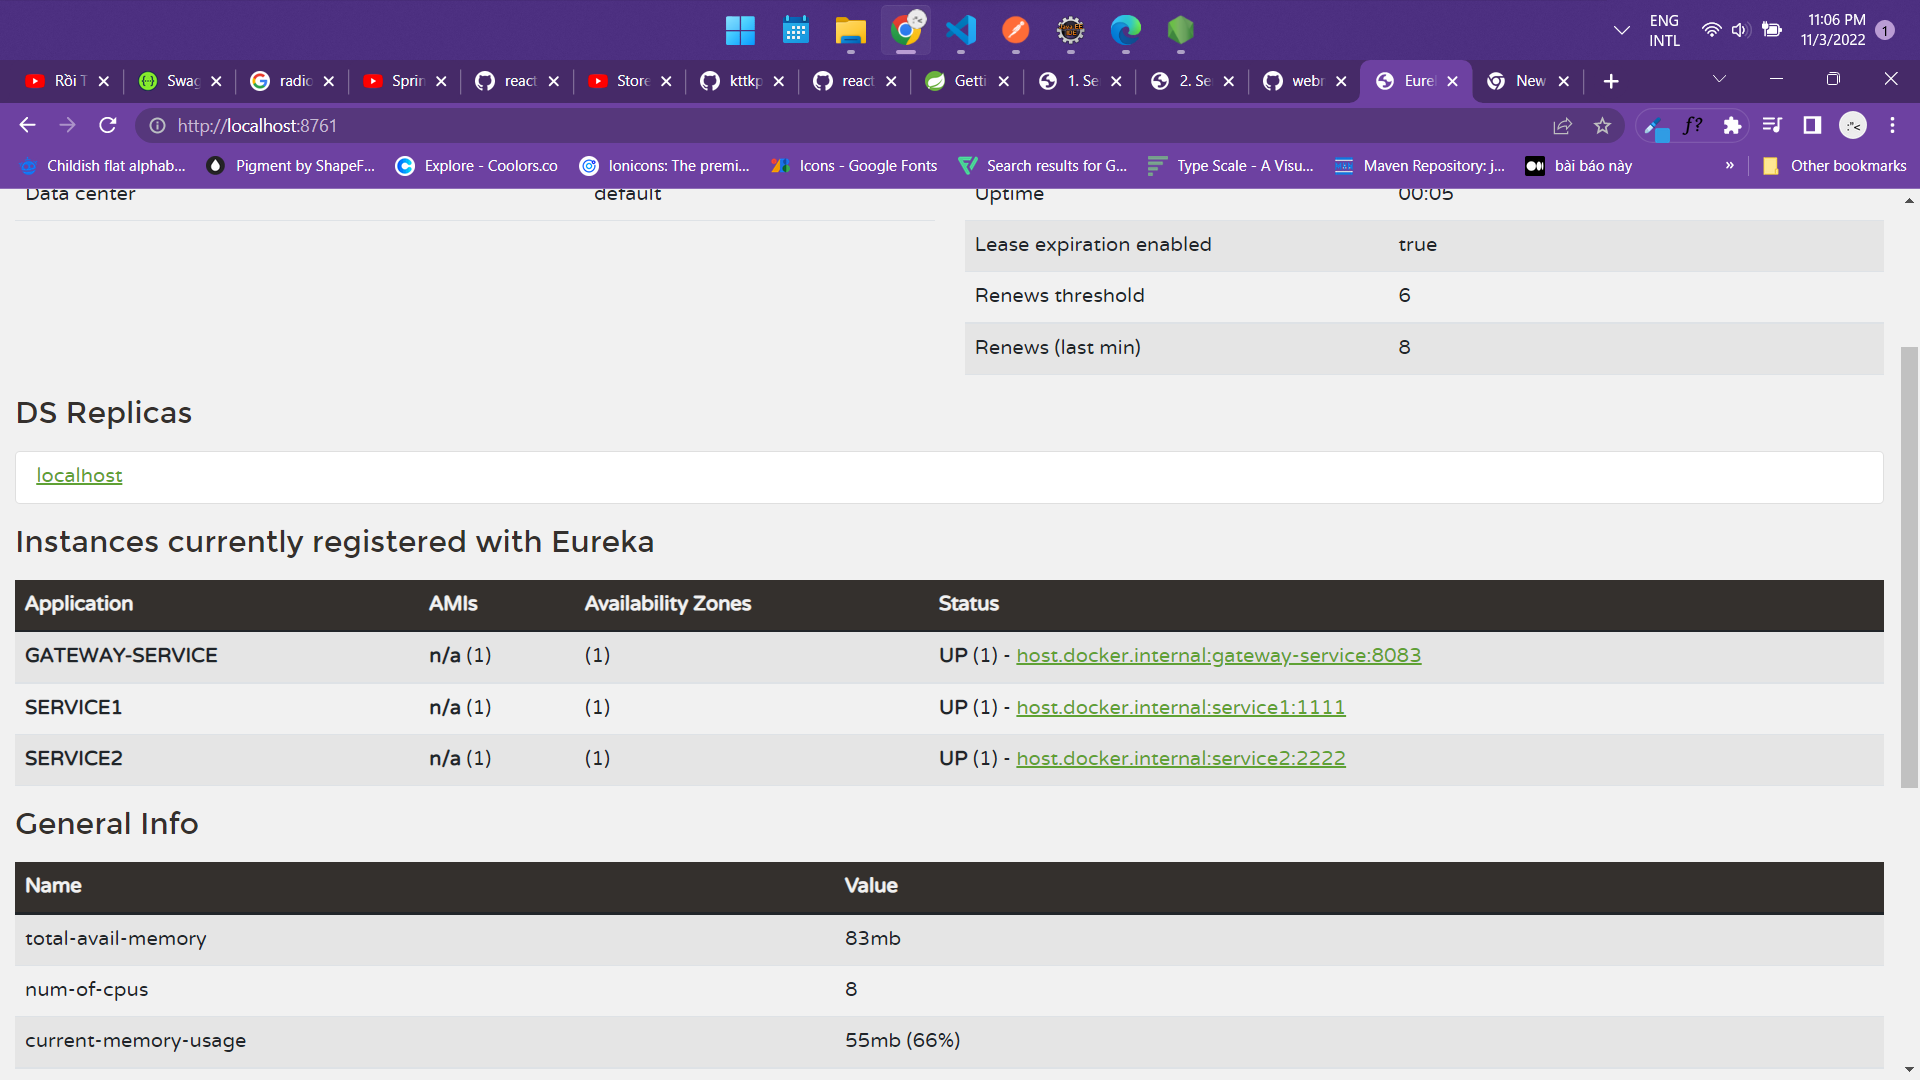 ENG
INTL
11:06 PM
11/3/2022
1
Rồi T
Swag
radio
Sprin
react
Store
kttkp
react
Getti
1. Se
2. Se
webr
Eurek
New
http://localhost:8761
f?
Childish flat alphab...
Pigment by ShapeF...
Explore - Coolors.co
Ionicons: The premi...
Icons - Google Fonts
Search results for G...
Type Scale - A Visu...
Maven Repository: j...
bài báo này
»
Other bookmarks
Data center default
Uptime 00:05
Lease expiration enabled true
Renews threshold 6
Renews (last min) 8
DS Replicas
localhost
Instances currently registered with Eureka
Application AMIs Availability Zones Status
GATEWAY-SERVICE n/a (1) (1) UP (1) - host.docker.internal:gateway-service:8083
SERVICE1 n/a (1) (1) UP (1) - host.docker.internal:service1:1111
SERVICE2 n/a (1) (1) UP (1) - host.docker.internal:service2:2222
General Info
Name Value
total-avail-memory 83mb
num-of-cpus 8
current-memory-usage 55mb (66%)